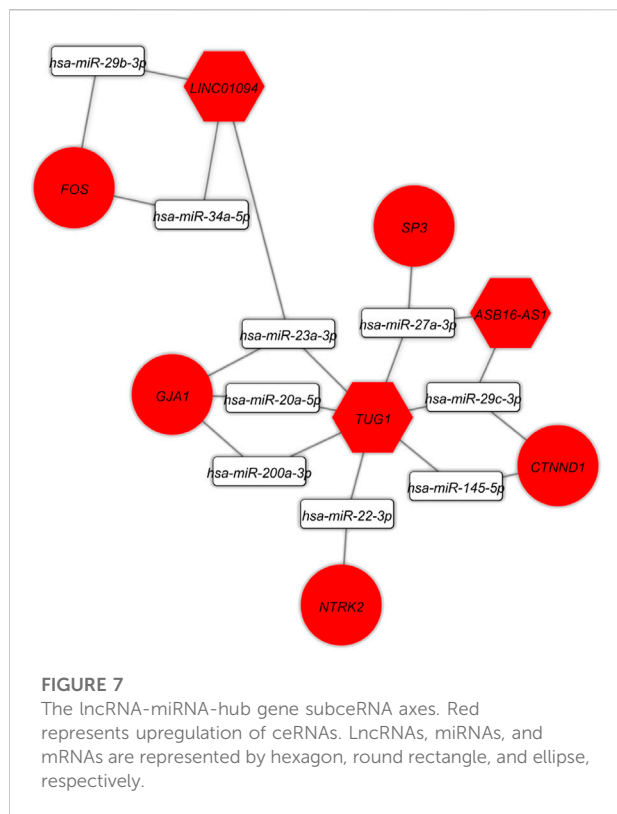 hsa-miR-29b-3p
LINC01094
FOS
hsa-miR-34a-5p
SP3
hsa-miR-23a-3p
hsa-miR-27a-3p
ASB16-AS1
GJA1
hsa-miR-20a-5p
TUG1
hsa-miR-29c-3p
hsa-miR-200a-3p
hsa-miR-145-5p
CTNND1
hsa-miR-22-3p
NTRK2
FIGURE 7
The lncRNA-miRNA-hub gene subceRNA axes. Red
represents upregulation of ceRNAs. LncRNAs, miRNAs, and
mRNAs are represented by hexagon, round rectangle, and ellipse,
respectively.